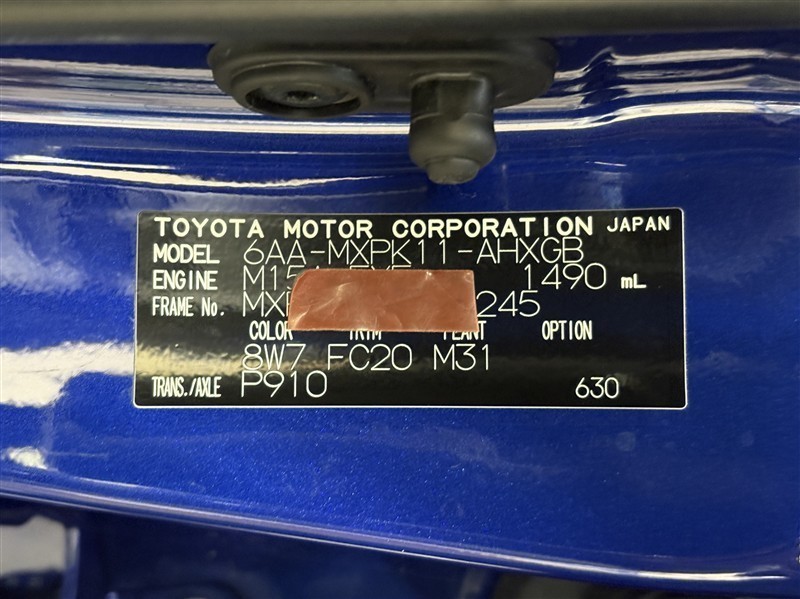 TOYOTA MOTOR CORPORATION JAPAN
MODEL 6AA-MXPK11-AHXGB
ENGINE 1490 mL
FRAME No. 245
COLOR TRIM PLANT OPTION
8W7 FC20 M31
TRANS./AXLE P910 630